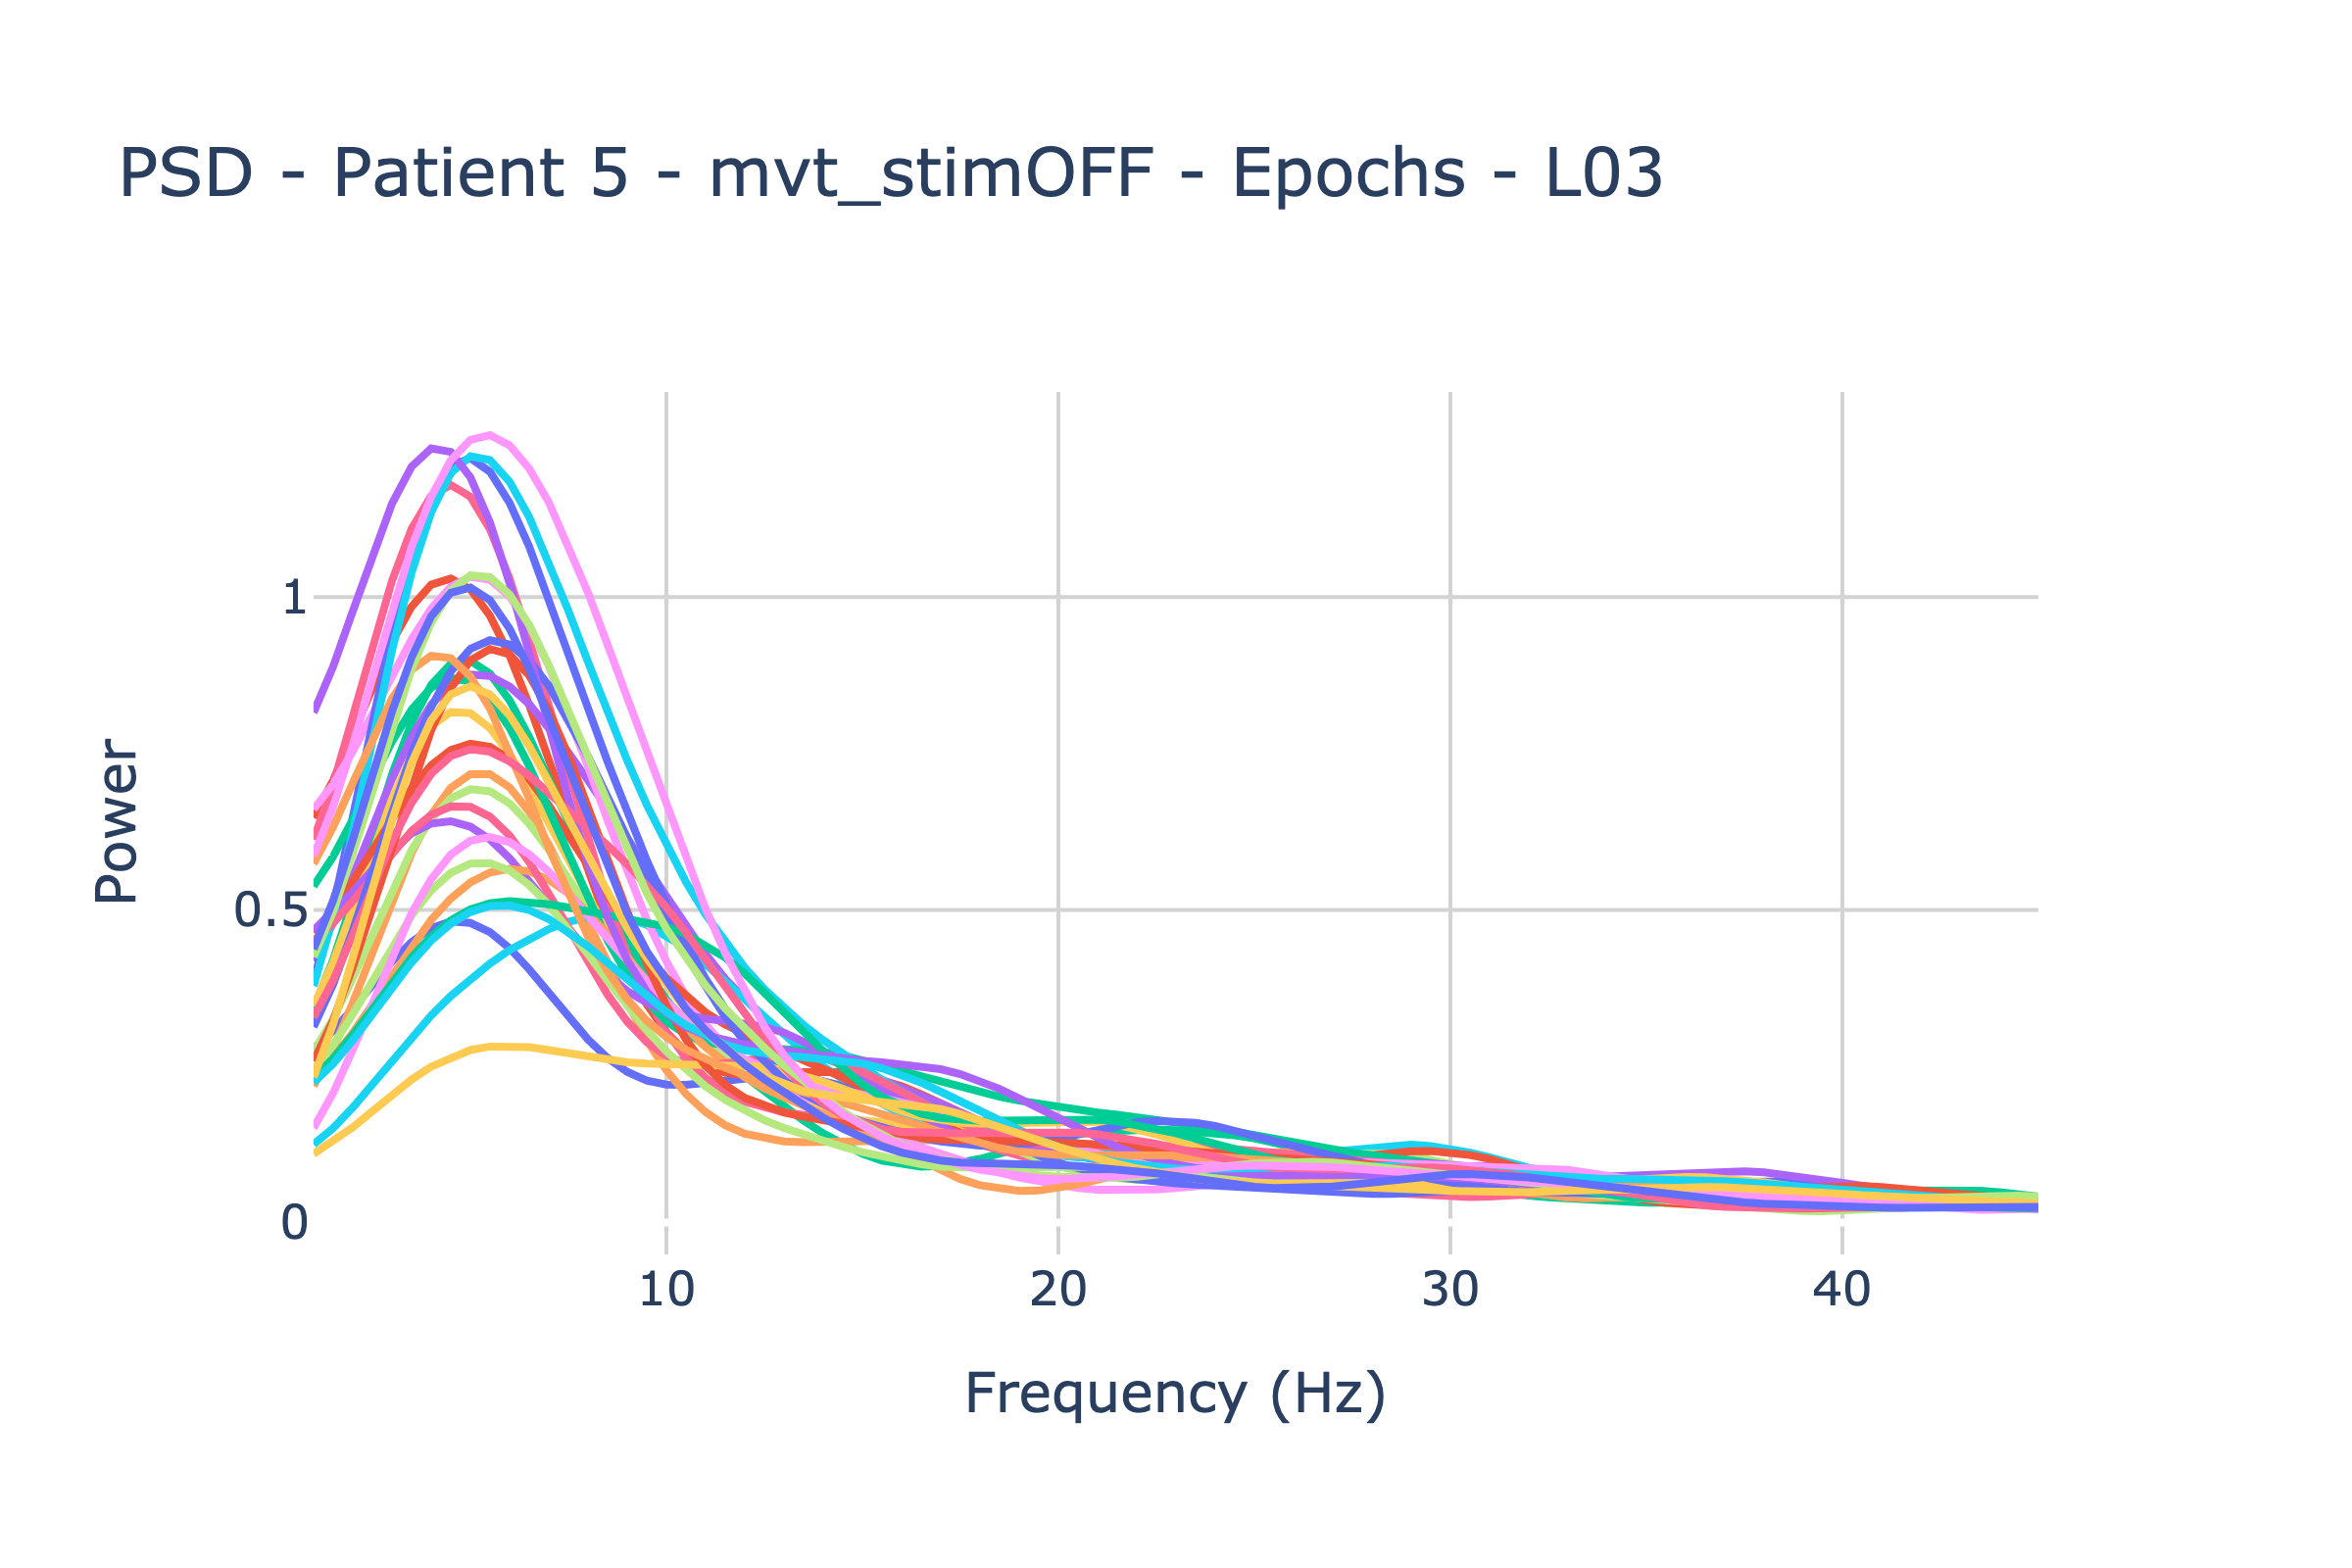 PSD - Patient 5 - mvt_stimOFF - Epochs - L03
Power
1
0.5
0
10 20 30 40
Frequency (Hz)